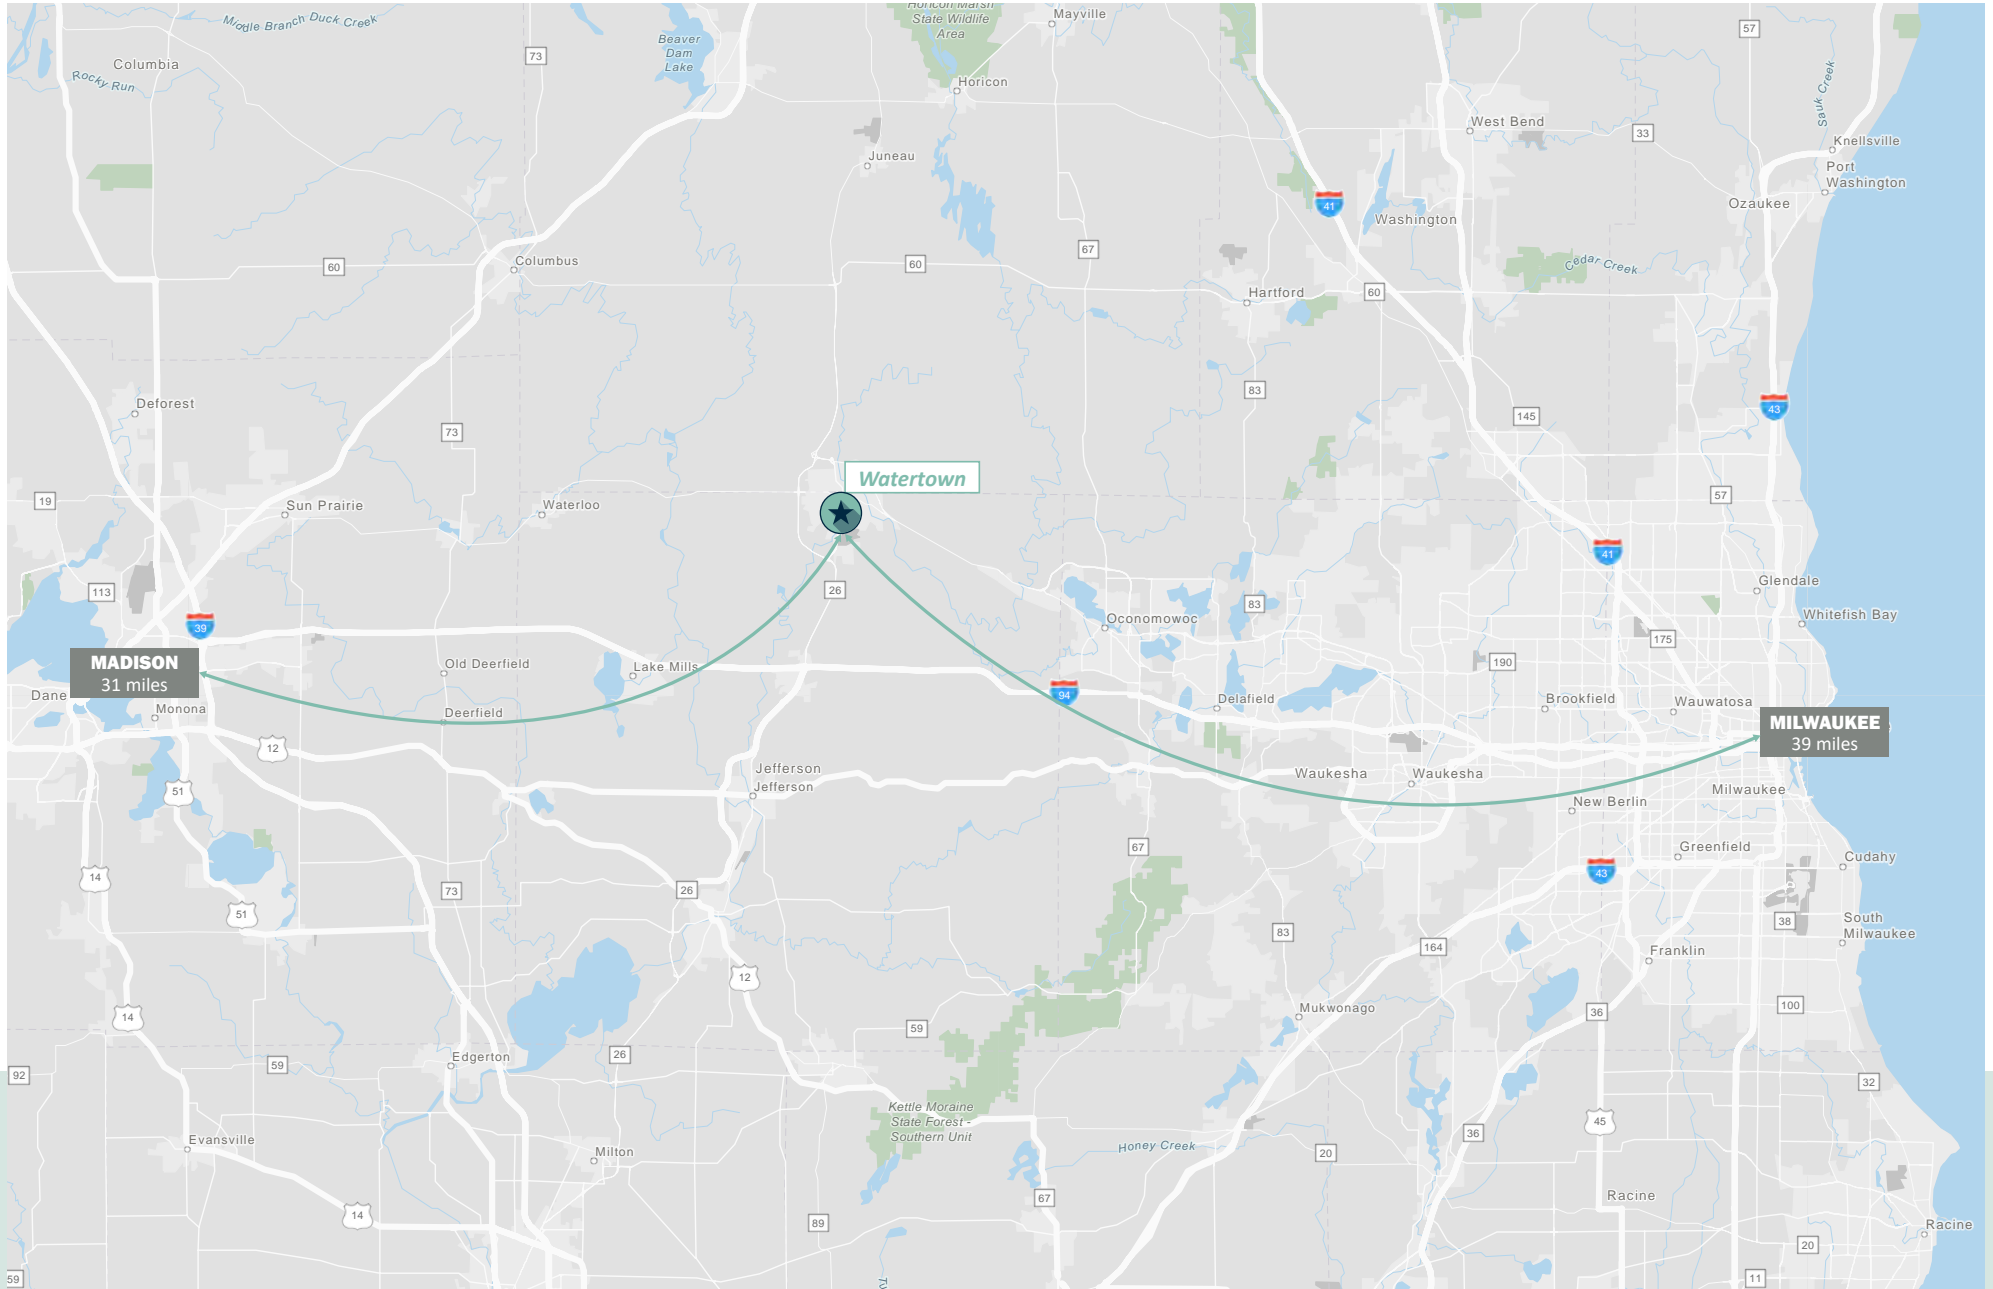 Horicon Marsh
State Wildlife
Area
Mayville
Middle Branch Duck Creek
57
Beaver
Dam
Lake
73
Columbia
Rocky Run
Horicon
Sauk Creek
West Bend
33
Knellsville
Juneau
Port
Washington
41
Ozaukee
Washington
67
Columbus
60
60
Cedar Creek
Hartford
60
83
Deforest
43
145
73
Watertown
19
Sun Prairie
Waterloo
57
41
Glendale
113
26
83
Whitefish Bay
Oconomowoc
39
175
MADISON
31 miles
Old Deerfield
Lake Mills
190
Dane
94
Delafield
Brookfield
Wauwatosa
Monona
Deerfield
MILWAUKEE
39 miles
12
Jefferson
Jefferson
Waukesha
Waukesha
51
Milwaukee
New Berlin
67
Greenfield
Cudahy
14
43
73
26
51
38
South
Milwaukee
83
164
Franklin
12
Mukwonago
100
14
36
59
Edgerton
26
59
92
32
Kettle Moraine
State Forest -
Southern Unit
45
36
Evansville
Honey Creek
Milton
20
67
Racine
14
89
Racine
20
59
11